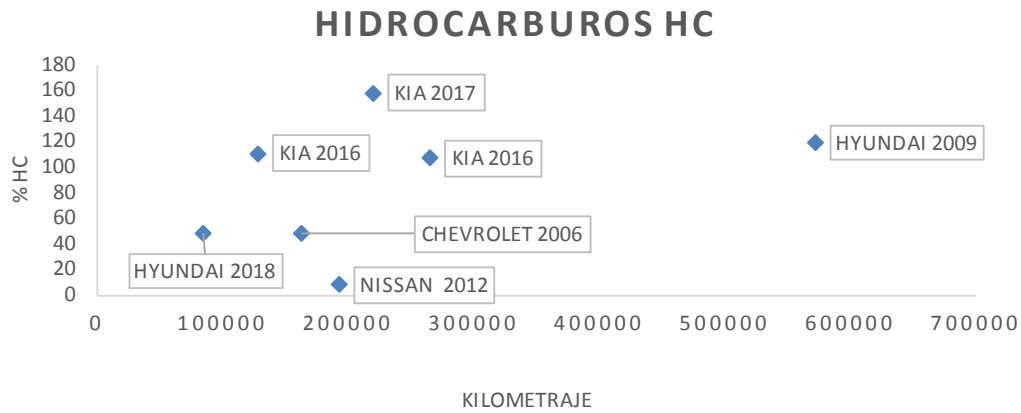 HIDROCARBUROS HC
% HC
180
160
140
120
100
80
60
40
20
0
KIA 2017
KIA 2016
KIA 2016
HYUNDAI 2009
CHEVROLET 2006
HYUNDAI 2018
NISSAN 2012
0 100000 200000 300000 400000 500000 600000 700000
KILOMETRAJE